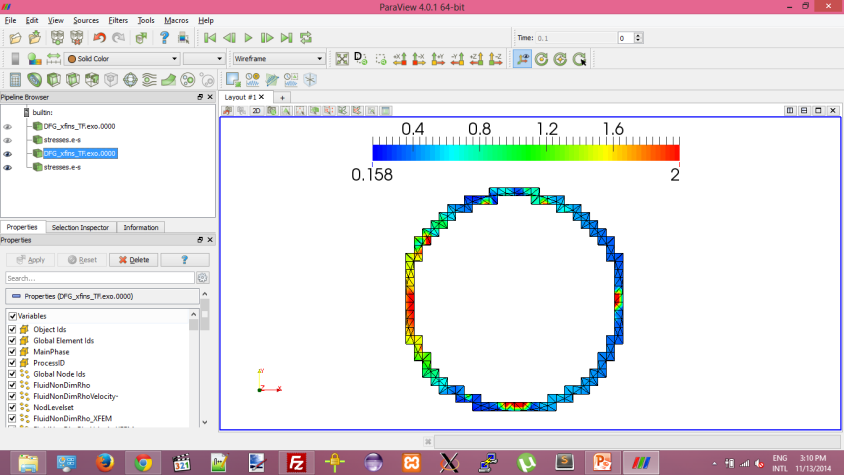 ParaView 4.0.1 64-bit
File Edit View Sources Filters Tools Macros Help
Time: 0.1 0
Solid Color Wireframe
Pipeline Browser
Layout #1
builtin:
2D
DFG_xfins_TF.exo.0000
stresses.e-s
DFG_xfins_TF.exo.0000
stresses.e-s
0.4 0.8 1.2 1.6
0.158 2
Properties Selection Inspector Information
Properties
Apply Reset Delete ?
Search...
Properties (DFG_xfins_TF.exo.0000)
Variables
Object Ids
Global Element Ids
MainPhase
ProcessID
Global Node Ids
FluidNonDimRho
FluidNonDimRhoVelocity-
NodLevelset
FluidNonDimRho_XFEM
Z X
ENG 3:10 PM
INTL 11/13/2014